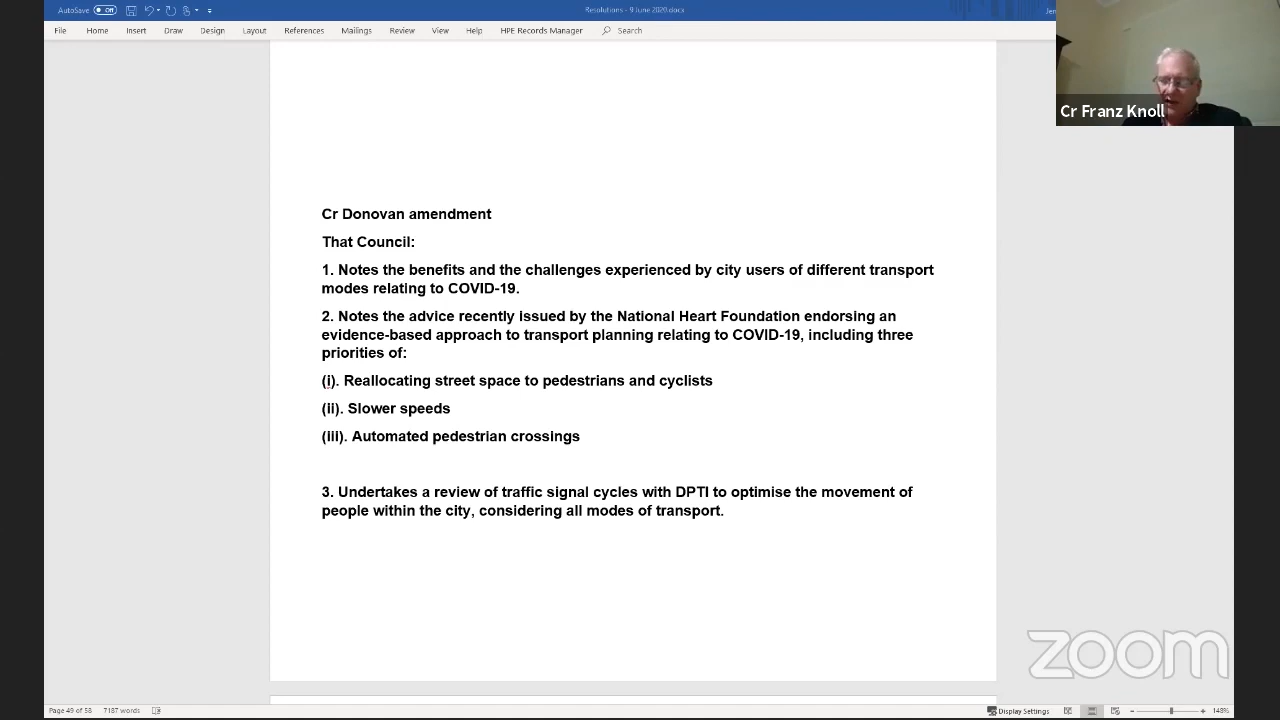 AutoSave Off
Resolutions - 9 June 2020.docx
Jen
File Home Insert Draw Design Layout References Mailings Review View Help HPE Records Manager Search
Cr Franz Knoll
Cr Donovan amendment
That Council:
1. Notes the benefits and the challenges experienced by city users of different transport
modes relating to COVID-19.
2. Notes the advice recently issued by the National Heart Foundation endorsing an
evidence-based approach to transport planning relating to COVID-19, including three
priorities of:
(i). Reallocating street space to pedestrians and cyclists
(ii). Slower speeds
(iii). Automated pedestrian crossings
3. Undertakes a review of traffic signal cycles with DPTI to optimise the movement of
people within the city, considering all modes of transport.
zoom
Page 49 of 58 7187 words
Display Settings
148%